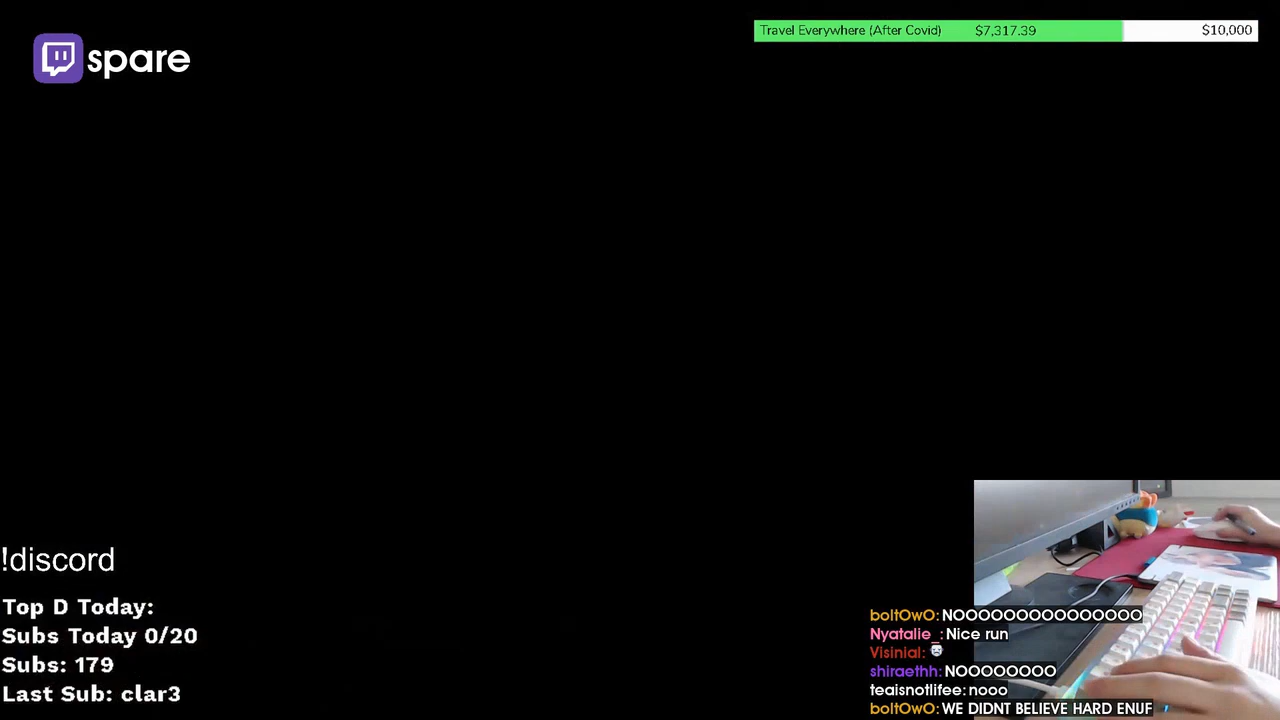 spare
Travel Everywhere (After Covid) $7,317.39 $10,000
!discord
Top D Today:
Subs Today 0/20
Subs: 179
Last Sub: clar3
boltOwO: NOOOOOOOOOOOOOOO
Nyatalie_: Nice run
Visinial:
shiraethh: NOOOOOOOO
teaisnotlifee: nooo
boltOwO: WE DIDNT BELIEVE HARD ENUF